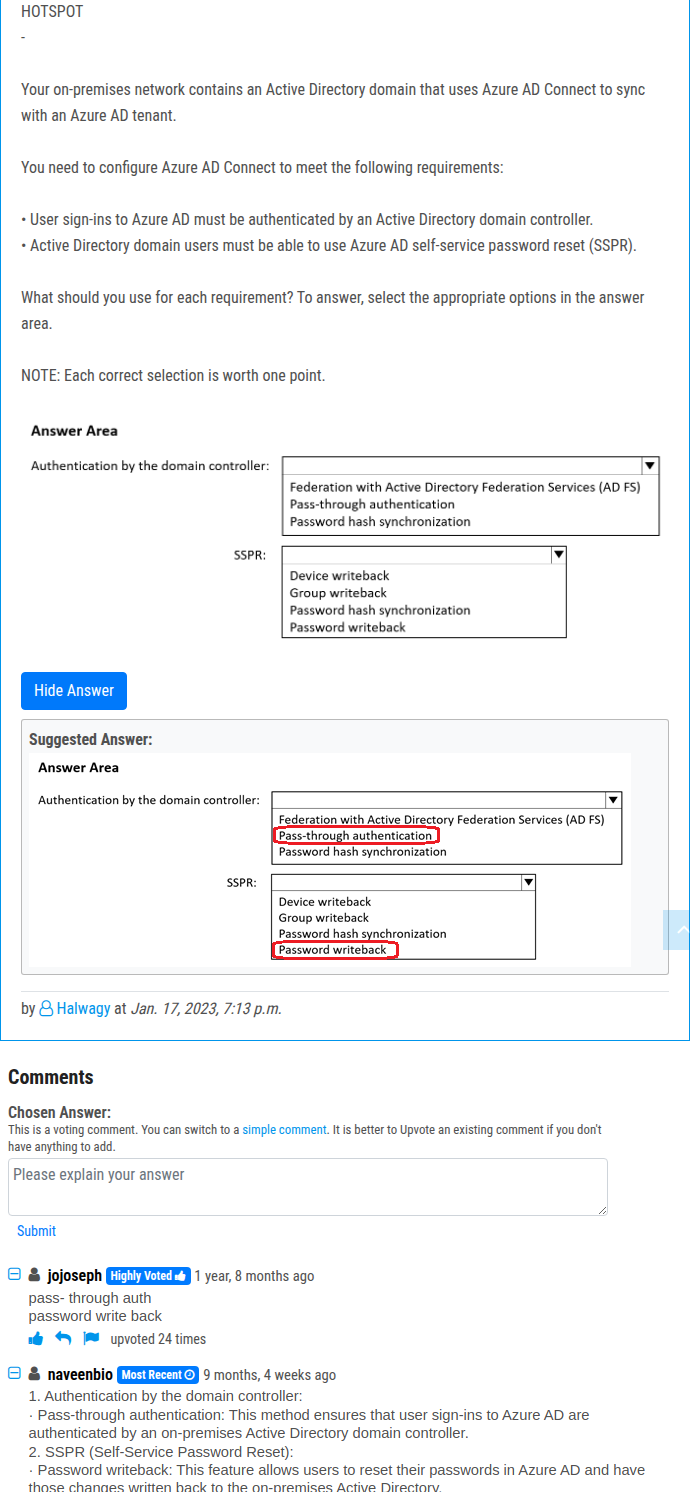 HOTSPOT
-
Your on-premises network contains an Active Directory domain that uses Azure AD Connect to sync
with an Azure AD tenant.
You need to configure Azure AD Connect to meet the following requirements:
• User sign-ins to Azure AD must be authenticated by an Active Directory domain controller.
• Active Directory domain users must be able to use Azure AD self-service password reset (SSPR).
What should you use for each requirement? To answer, select the appropriate options in the answer
area.
NOTE: Each correct selection is worth one point.
Answer Area
Authentication by the domain controller:
Federation with Active Directory Federation Services (AD FS)
Pass-through authentication
Password hash synchronization
SSPR:
Device writeback
Group writeback
Password hash synchronization
Password writeback
Hide Answer
Suggested Answer:
Answer Area
Authentication by the domain controller:
Federation with Active Directory Federation Services (AD FS)
Pass-through authentication
Password hash synchronization
SSPR:
Device writeback
Group writeback
Password hash synchronization
Password writeback
by Halwagy at Jan. 17, 2023, 7:13 p.m.
Comments
Chosen Answer:
This is a voting comment. You can switch to a simple comment. It is better to Upvote an existing comment if you don't
have anything to add.
Please explain your answer
Submit
jojoseph Highly Voted 1 year, 8 months ago
pass- through auth
password write back
upvoted 24 times
naveenbio Most Recent 9 months, 4 weeks ago
1. Authentication by the domain controller:
· Pass-through authentication: This method ensures that user sign-ins to Azure AD are
authenticated by an on-premises Active Directory domain controller.
2. SSPR (Self-Service Password Reset):
· Password writeback: This feature allows users to reset their passwords in Azure AD and have
those changes written back to the on-premises Active Directory.